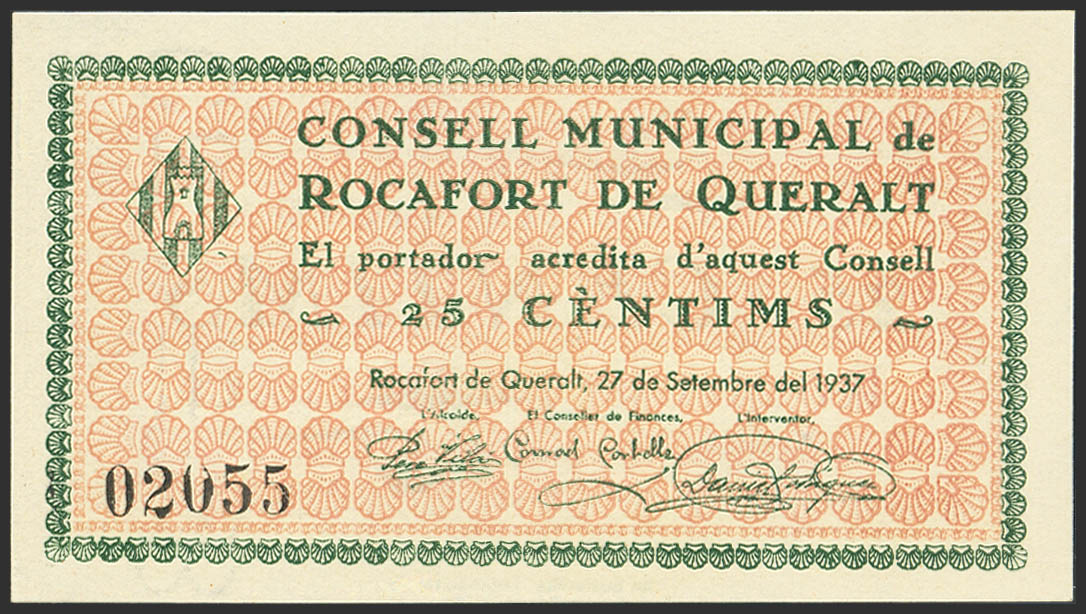 CONSELL MUNICIPAL de
ROCAFORT DE QUERALT
El portador acredita d'aquest Consell
25 CÈNTIMS
Rocafort de Queralt, 27 de Setembre del 1937
L'Alcalde, El Conseller de Finances, L'Interventor,
Pere
02055